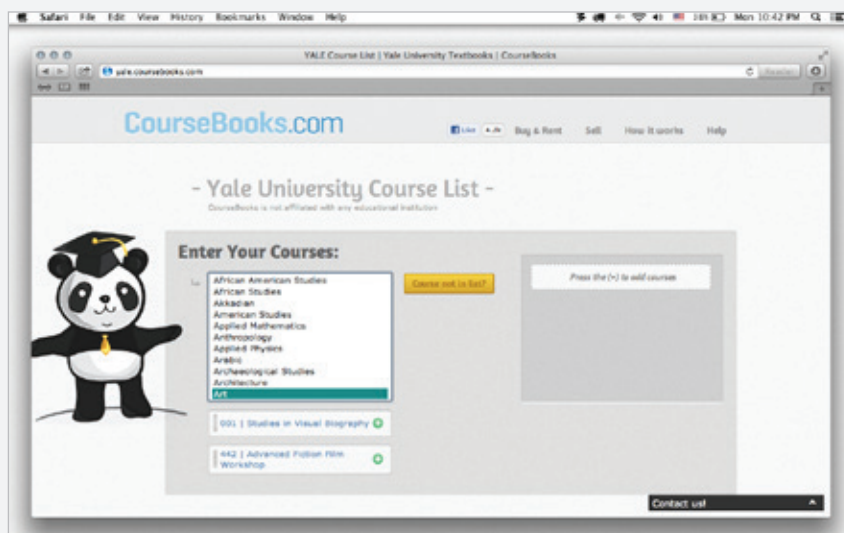 Safari File Edit View History Bookmarks Window Help
Mon 10:42 PM
YALE Course List | Yale University Textbooks | CourseBooks
yale.coursebooks.com
Reader
CourseBooks.com
Like
Buy & Rent Sell How it works Help
- Yale University Course List -
CourseBooks is not affiliated with any educational institution
Enter Your Courses:
African American Studies
African Studies
Akkadian
American Studies
Applied Mathematics
Anthropology
Applied Physics
Arabic
Archaeological Studies
Architecture
Art
Course not in list?
Press the (+) to add courses
001 | Studies in Visual Biography
442 | Advanced Fiction Film
Workshop
Contact us!